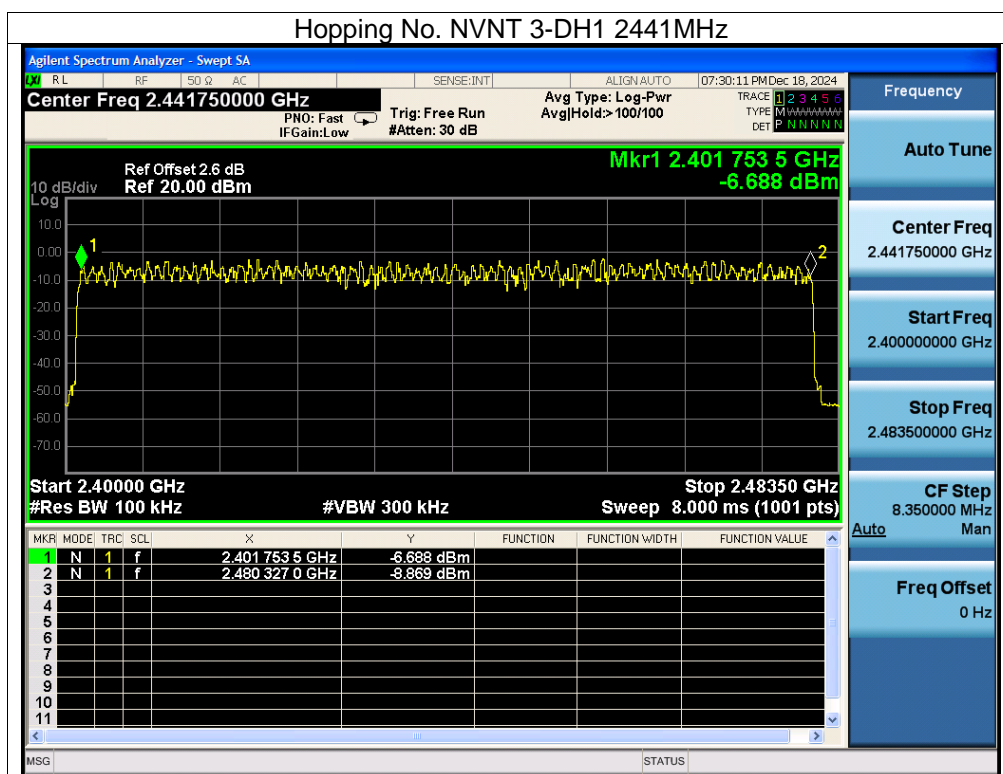 Hopping No. NVNT 3-DH1 2441MHz
Agilent Spectrum Analyzer - Swept SA
LXI RL RF 50 Ω AC SENSE:INT ALIGN AUTO 07:30:11 PM Dec 18, 2024
Center Freq 2.441750000 GHz
PNO: Fast
IFGain:Low
Trig: Free Run
#Atten: 30 dB
Avg Type: Log-Pwr
Avg|Hold:>100/100
TRACE 1 2 3 4 5 6
TYPE M
DET P N N N N N
Mkr1 2.401 753 5 GHz
-6.688 dBm
Ref Offset 2.6 dB
10 dB/div Ref 20.00 dBm
Log
10.0
0.00
-10.0
-20.0
-30.0
-40.0
-50.0
-60.0
-70.0
1
2
Start 2.40000 GHz Stop 2.48350 GHz
#Res BW 100 kHz #VBW 300 kHz Sweep 8.000 ms (1001 pts)
MKR MODE TRC SCL X Y FUNCTION FUNCTION WIDTH FUNCTION VALUE
1 N 1 f 2.401 753 5 GHz -6.688 dBm
2 N 1 f 2.480 327 0 GHz -8.869 dBm
3
4
5
6
7
8
9
10
11
MSG STATUS
Frequency
Auto Tune
Center Freq
2.441750000 GHz
Start Freq
2.400000000 GHz
Stop Freq
2.483500000 GHz
CF Step
8.350000 MHz
Auto Man
Freq Offset
0 Hz